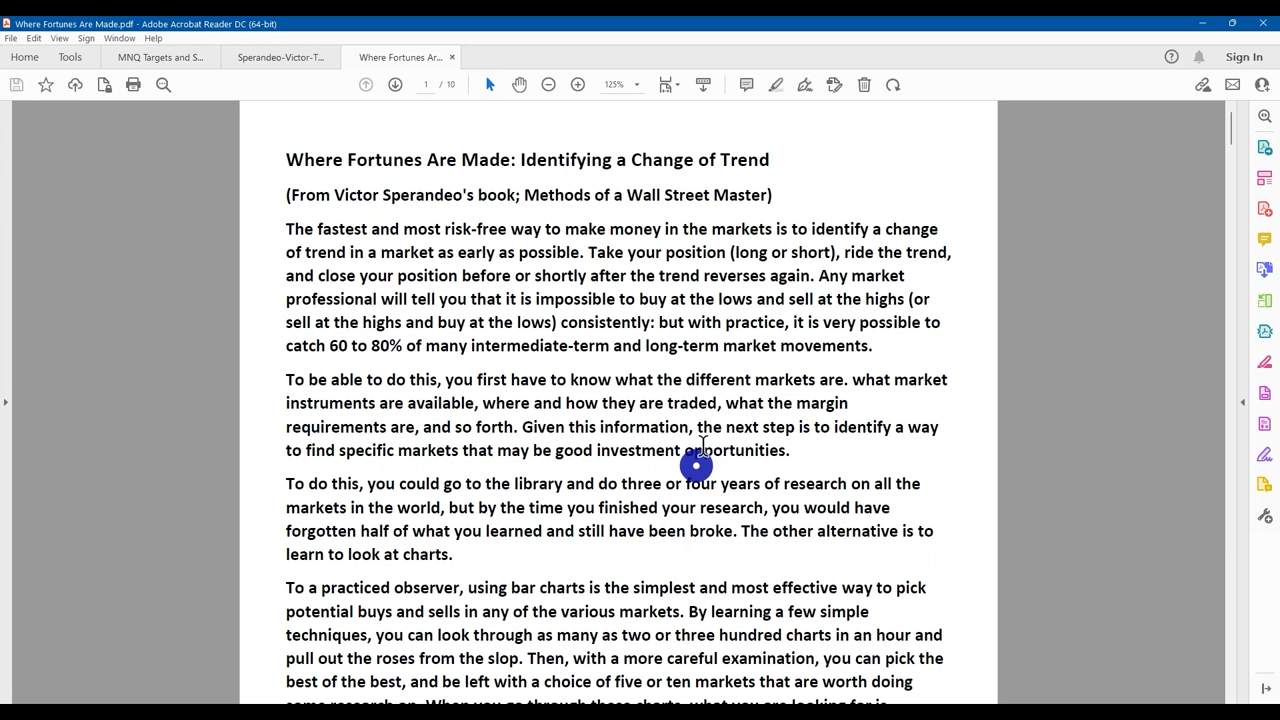 Where Fortunes Are Made.pdf - Adobe Acrobat Reader DC (64-bit)
File Edit View Sign Window Help
Home Tools MNQ Targets and S... Sperandeo-Victor-T... Where Fortunes Ar... Sign In
1 / 10 125%
Where Fortunes Are Made: Identifying a Change of Trend
(From Victor Sperandeo's book; Methods of a Wall Street Master)
The fastest and most risk-free way to make money in the markets is to identify a change
of trend in a market as early as possible. Take your position (long or short), ride the trend,
and close your position before or shortly after the trend reverses again. Any market
professional will tell you that it is impossible to buy at the lows and sell at the highs (or
sell at the highs and buy at the lows) consistently: but with practice, it is very possible to
catch 60 to 80% of many intermediate-term and long-term market movements.
To be able to do this, you first have to know what the different markets are. what market
instruments are available, where and how they are traded, what the margin
requirements are, and so forth. Given this information, the next step is to identify a way
to find specific markets that may be good investment opportunities.
To do this, you could go to the library and do three or four years of research on all the
markets in the world, but by the time you finished your research, you would have
forgotten half of what you learned and still have been broke. The other alternative is to
learn to look at charts.
To a practiced observer, using bar charts is the simplest and most effective way to pick
potential buys and sells in any of the various markets. By learning a few simple
techniques, you can look through as many as two or three hundred charts in an hour and
pull out the roses from the slop. Then, with a more careful examination, you can pick the
best of the best, and be left with a choice of five or ten markets that are worth doing
some research on. When you go through these charts, what you are looking for is